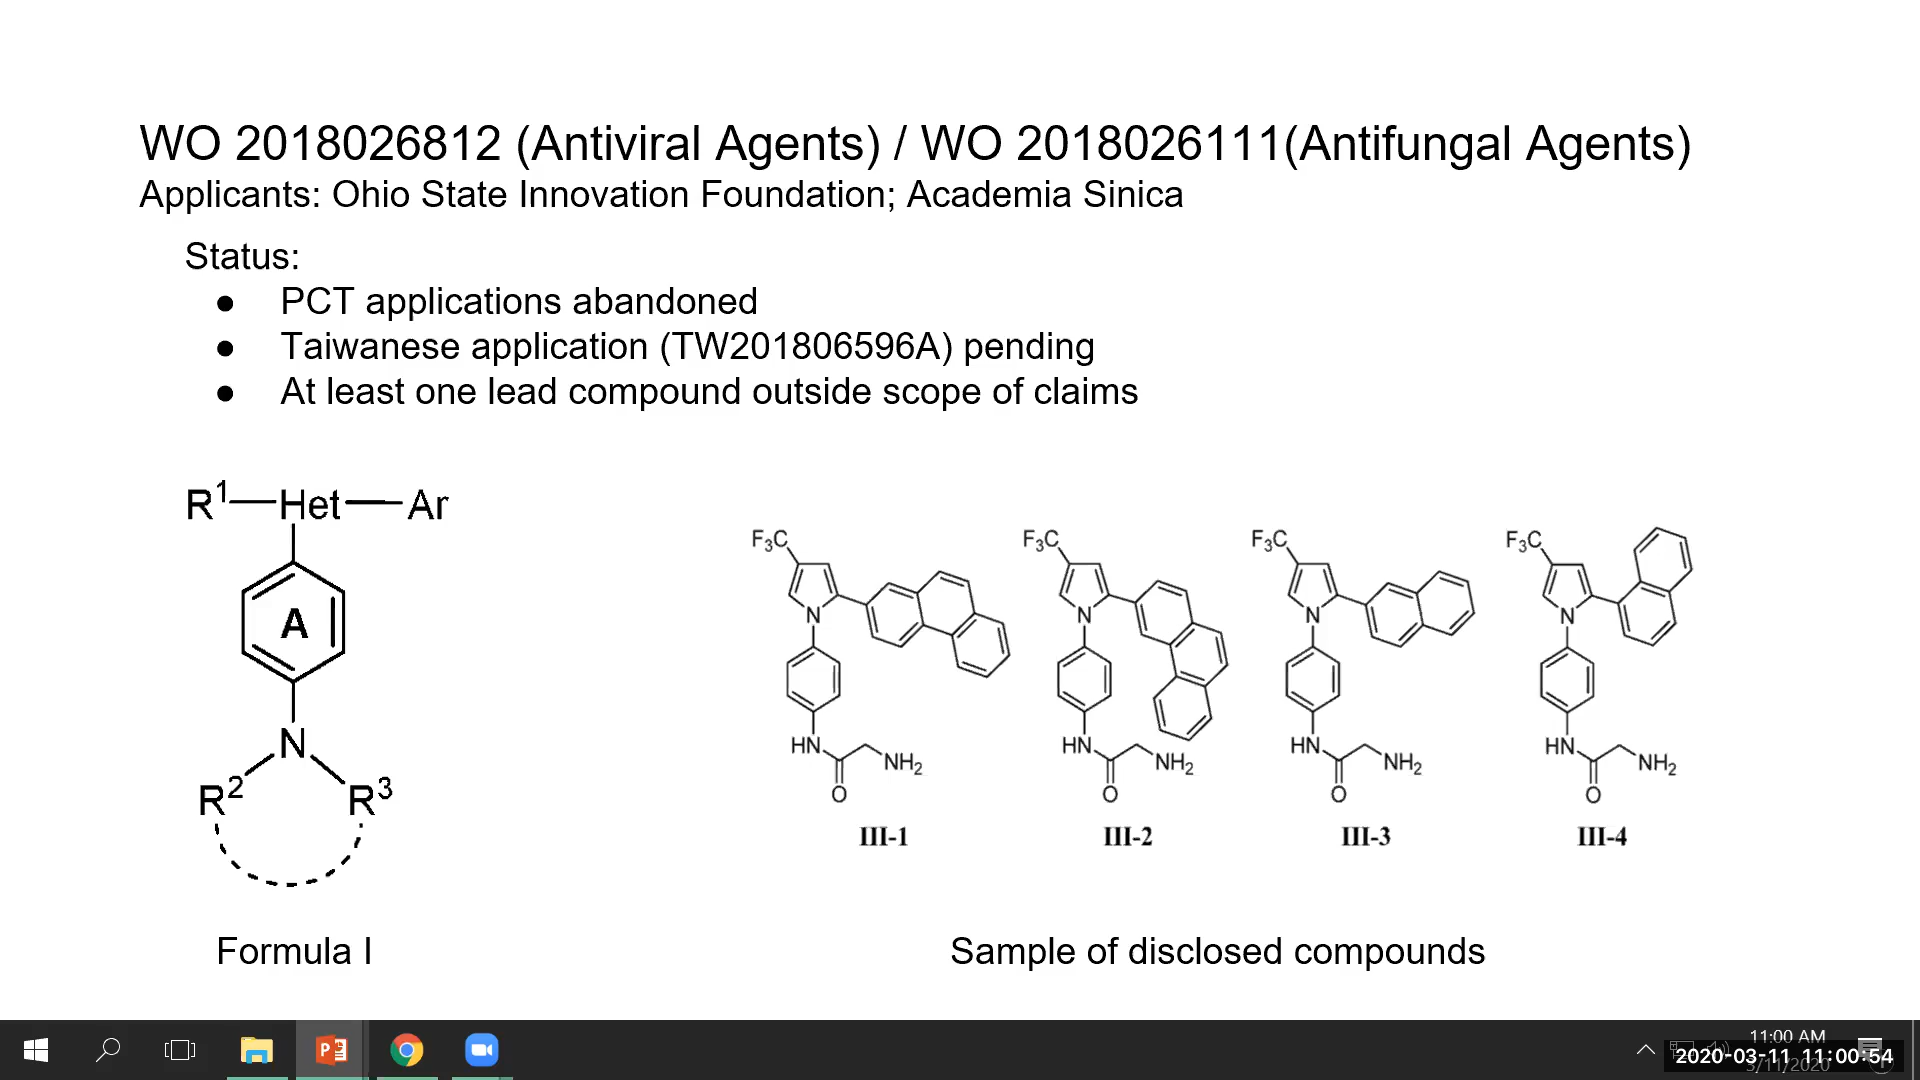 WO 2018026812 (Antiviral Agents) / WO 2018026111(Antifungal Agents)
Applicants: Ohio State Innovation Foundation; Academia Sinica
Status:
● PCT applications abandoned
● Taiwanese application (TW201806596A) pending
● At least one lead compound outside scope of claims
R¹—Het—Ar
A
N
R² R³
Formula I
F₃C F₃C F₃C F₃C
N N N N
HN HN HN HN
NH₂ NH₂ NH₂ NH₂
O O O O
III-1 III-2 III-3 III-4
Sample of disclosed compounds
11:00 AM
2020-03-11 11:00:54
3/11/2020